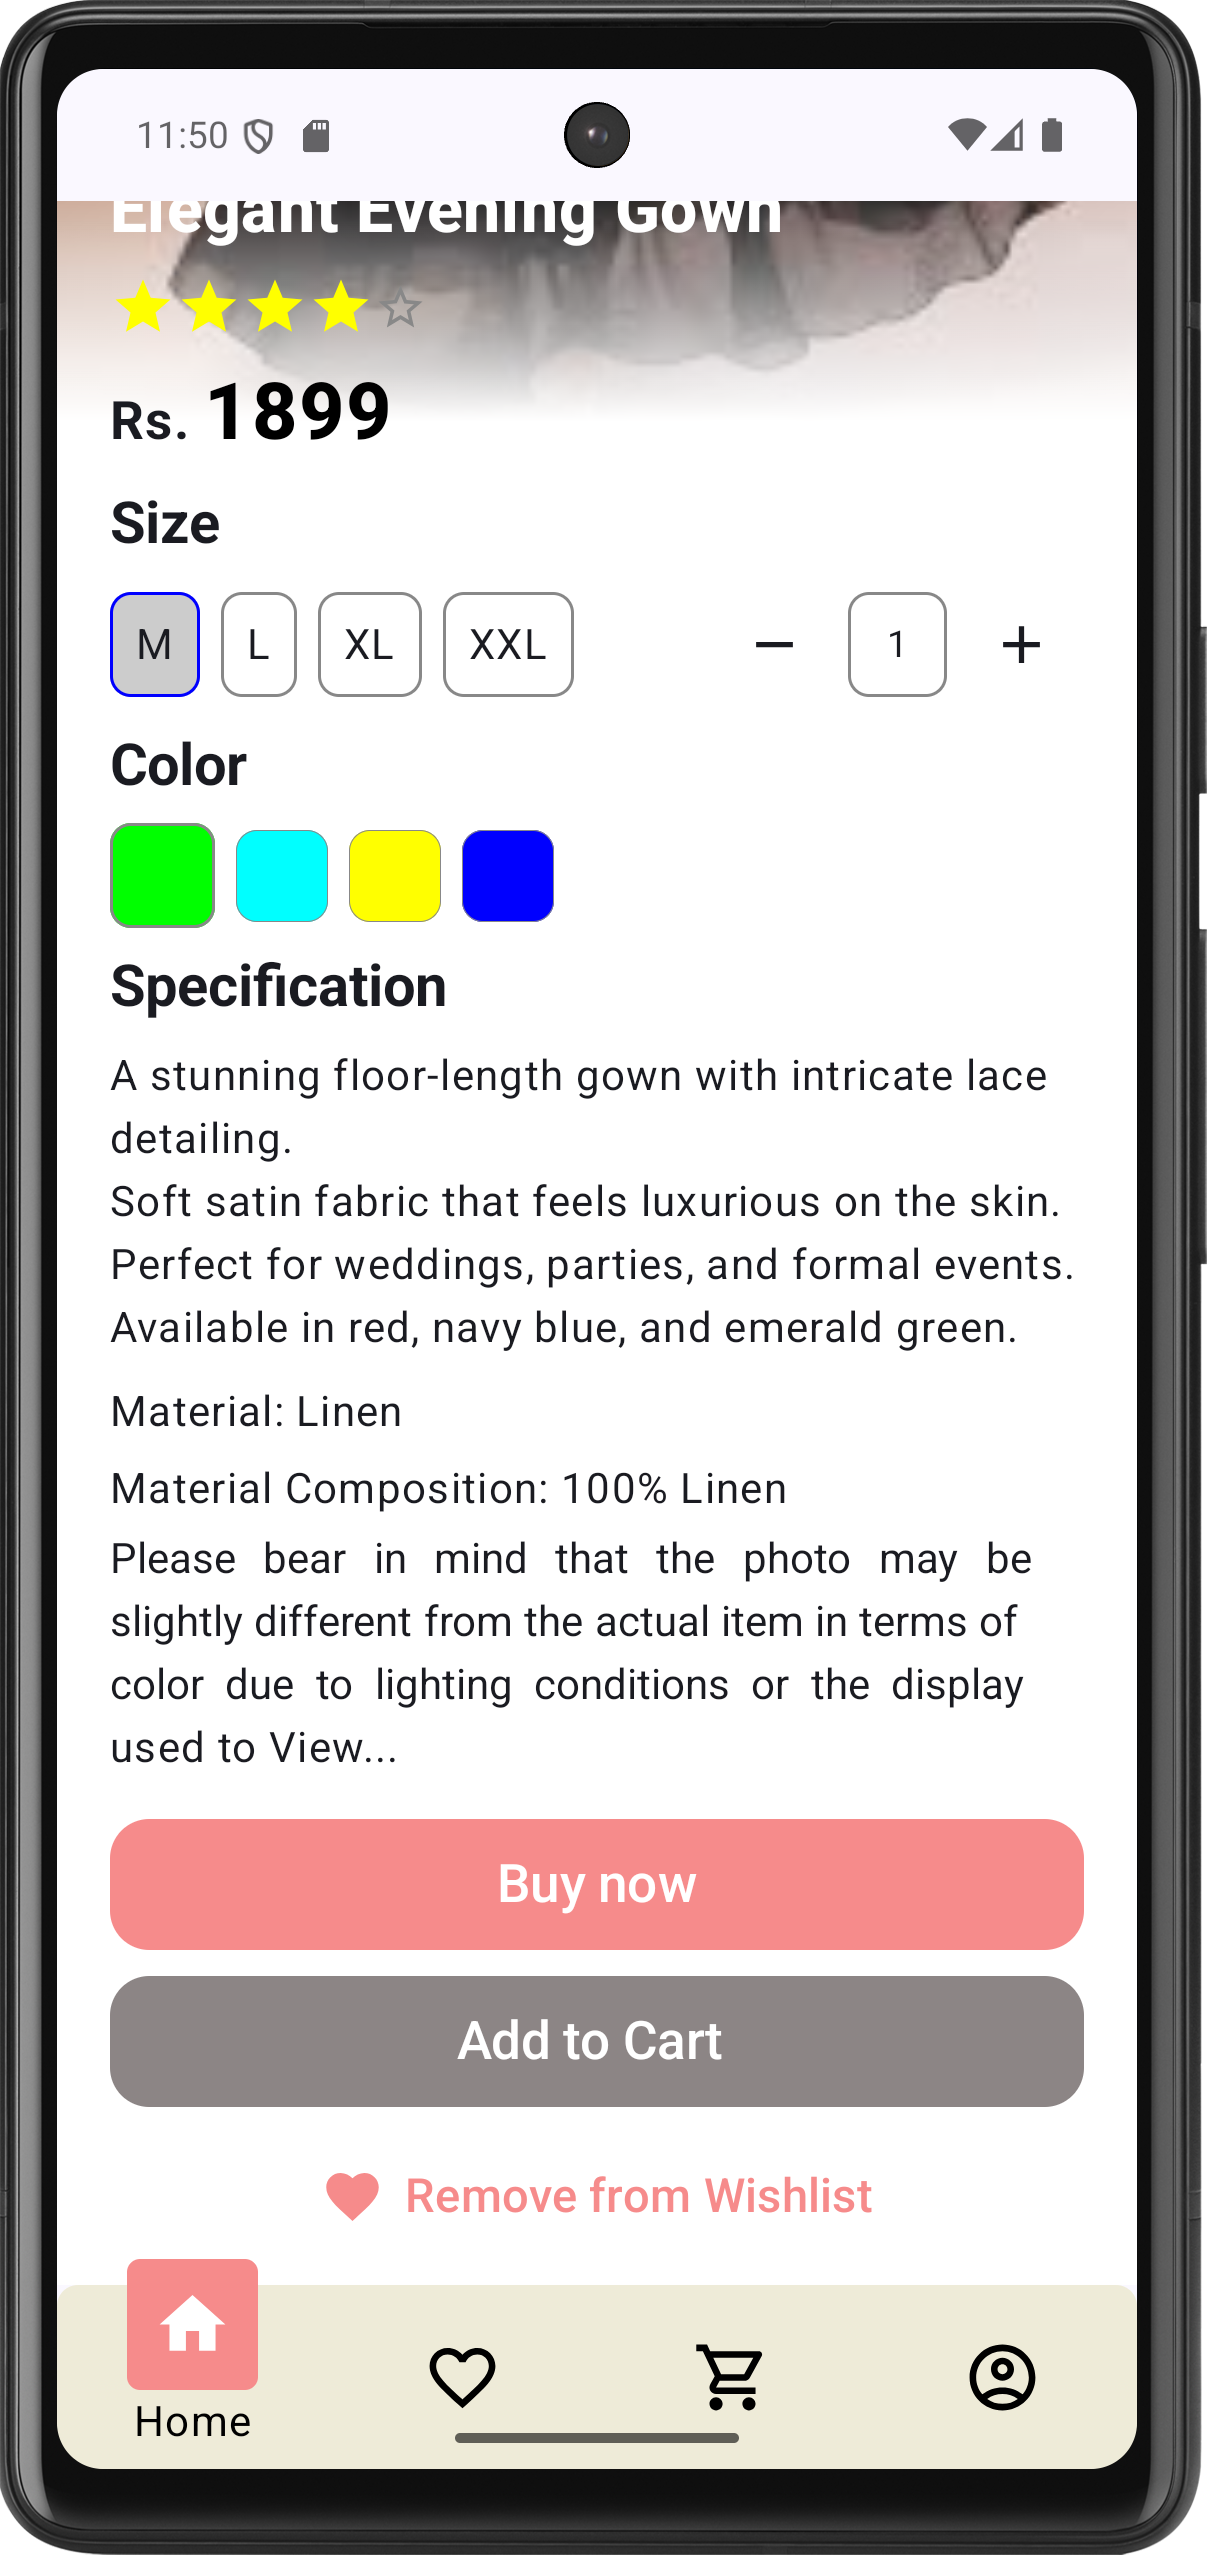 11:50
Elegant Evening Gown
Rs. 1899
Size
M L XL XXL 1
Color
Specification
A stunning floor-length gown with intricate lace
detailing.
Soft satin fabric that feels luxurious on the skin.
Perfect for weddings, parties, and formal events.
Available in red, navy blue, and emerald green.
Material: Linen
Material Composition: 100% Linen
Please bear in mind that the photo may be
slightly different from the actual item in terms of
color due to lighting conditions or the display
used to View...
Buy now
Add to Cart
Remove from Wishlist
Home